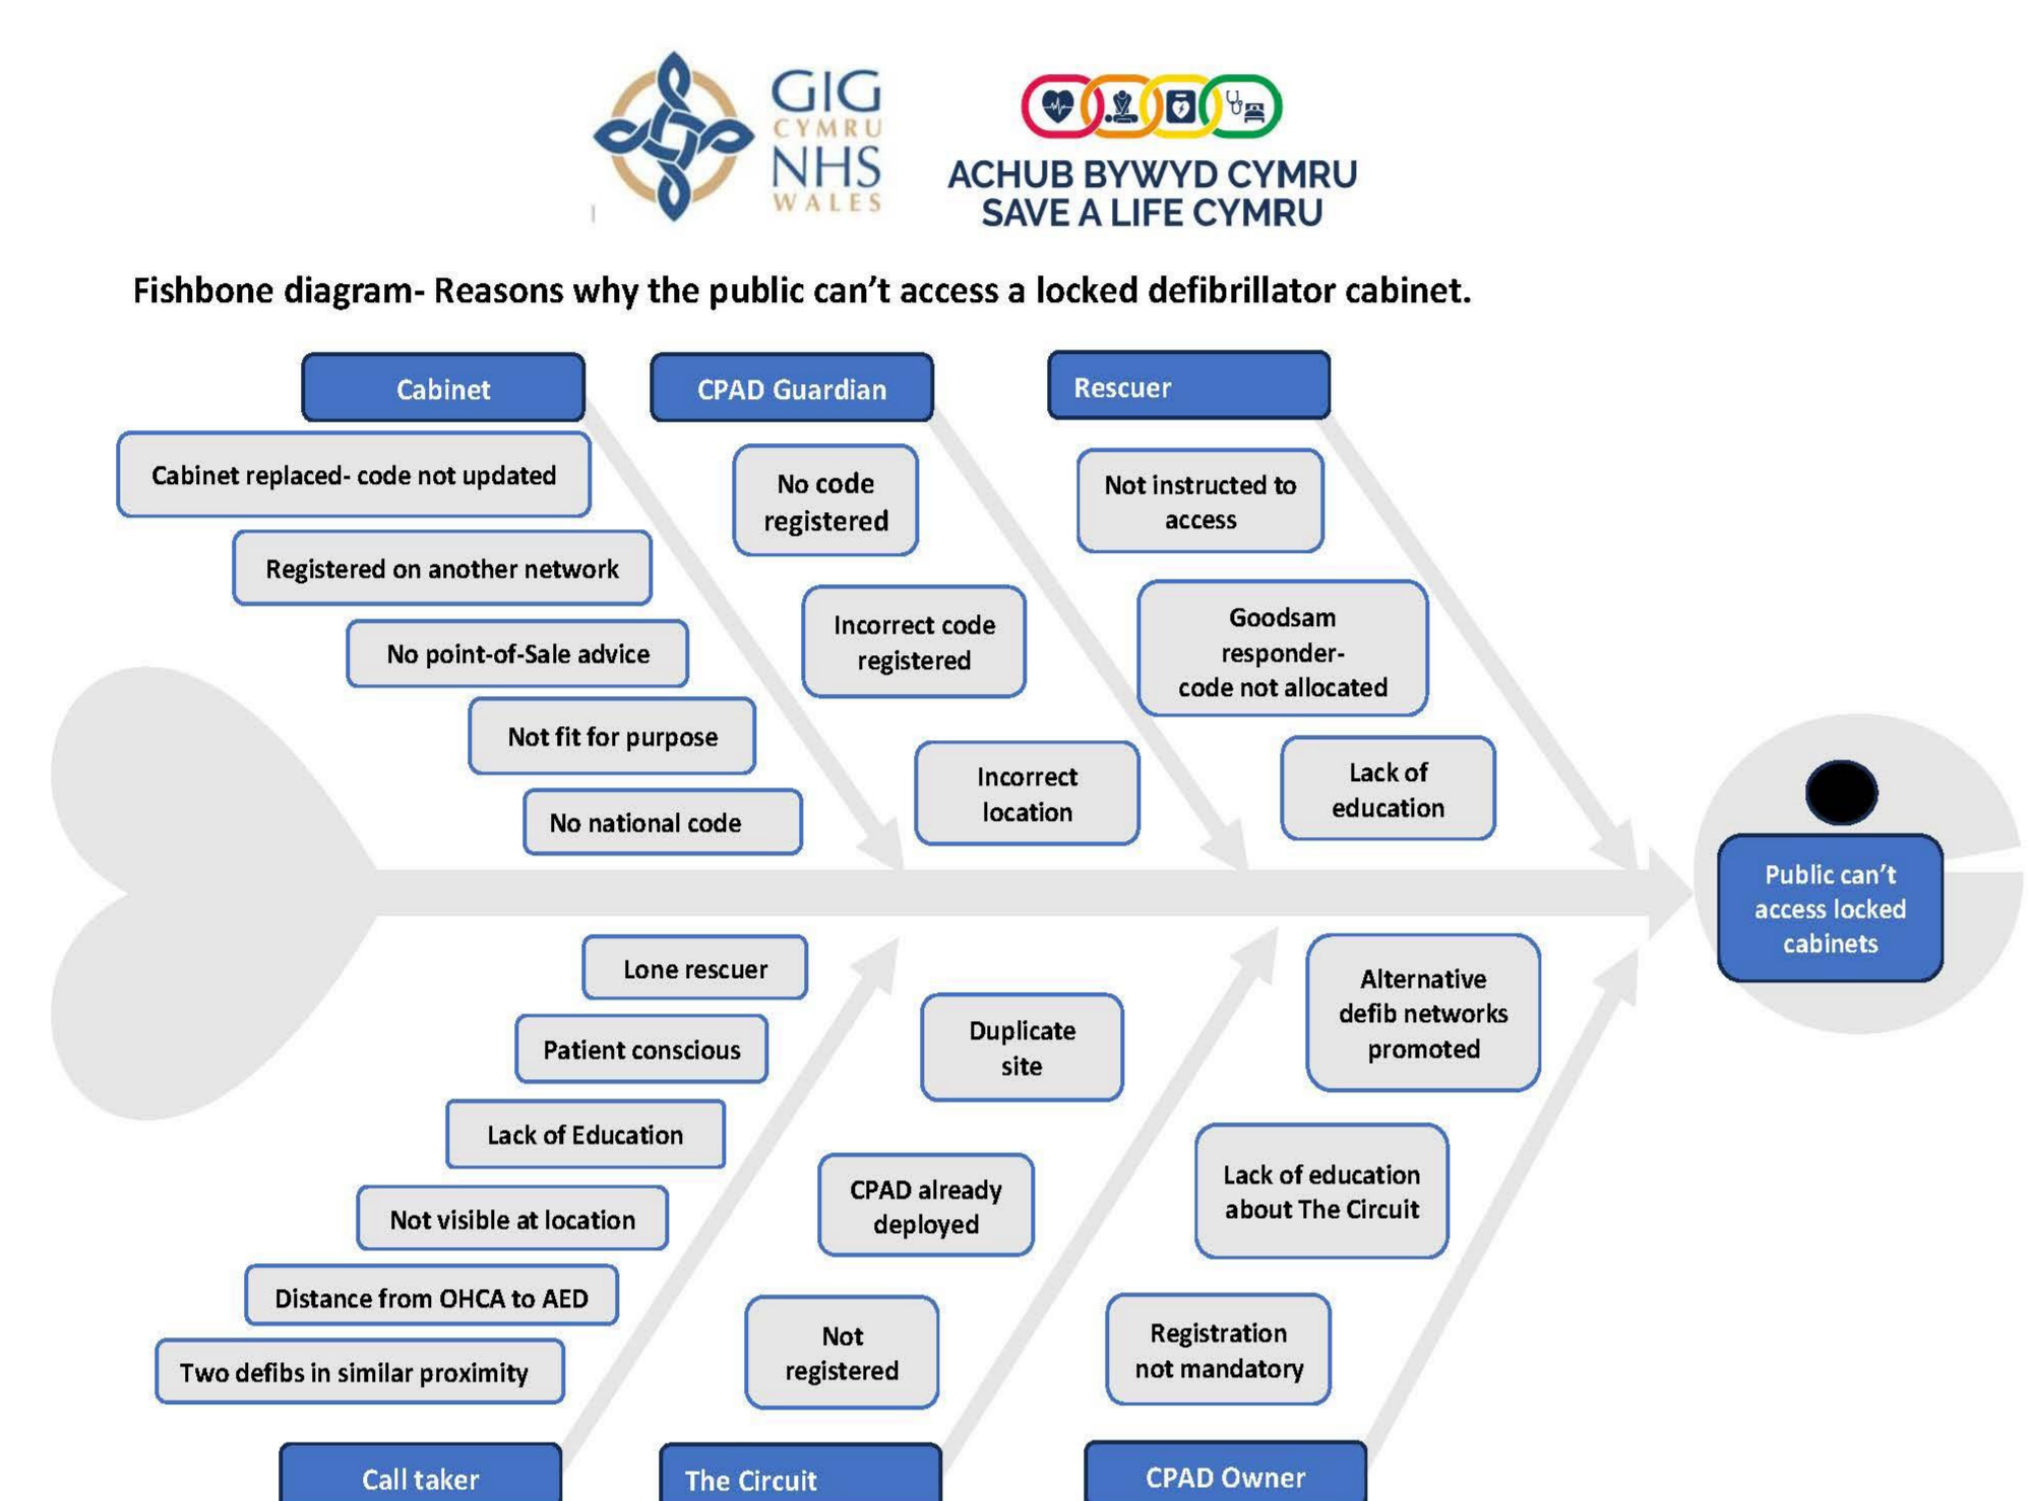 GIG
CYMRU
NHS
WALES
ACHUB BYWYD CYMRU
SAVE A LIFE CYMRU
Fishbone diagram- Reasons why the public can't access a locked defibrillator cabinet.
Cabinet
CPAD Guardian
Rescuer
Cabinet replaced- code not updated
Registered on another network
No point-of-Sale advice
Not fit for purpose
No national code
No code
registered
Incorrect code
registered
Incorrect
location
Not instructed to
access
Goodsam
responder-
code not allocated
Lack of
education
Public can't
access locked
cabinets
Lone rescuer
Patient conscious
Lack of Education
Not visible at location
Distance from OHCA to AED
Two defibs in similar proximity
Duplicate
site
CPAD already
deployed
Not
registered
Alternative
defib networks
promoted
Lack of education
about The Circuit
Registration
not mandatory
Call taker
The Circuit
CPAD Owner